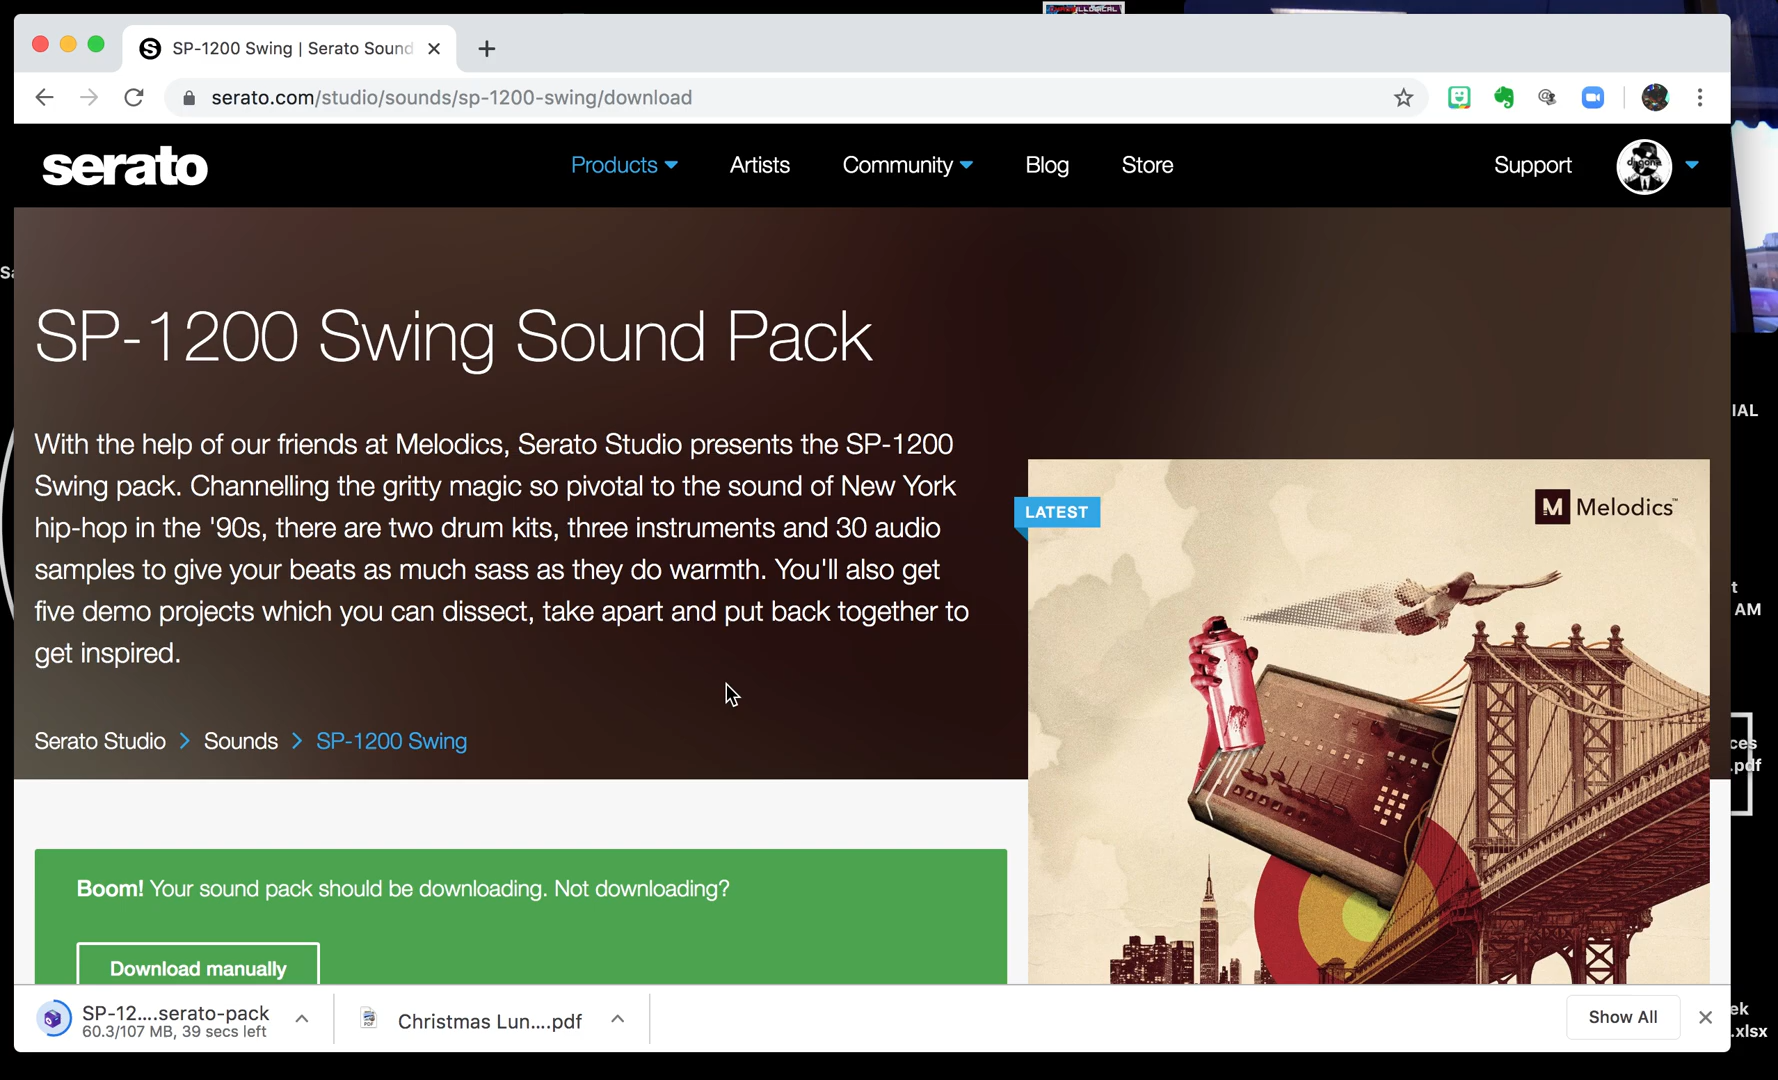 ILLOGICAL
SP-1200 Swing | Serato Sound
serato.com/studio/sounds/sp-1200-swing/download
serato
Products
Artists
Community
Blog
Store
Support
SP-1200 Swing Sound Pack
With the help of our friends at Melodics, Serato Studio presents the SP-1200
Swing pack. Channelling the gritty magic so pivotal to the sound of New York
hip-hop in the '90s, there are two drum kits, three instruments and 30 audio
samples to give your beats as much sass as they do warmth. You'll also get
five demo projects which you can dissect, take apart and put back together to
get inspired.
Serato Studio > Sounds > SP-1200 Swing
LATEST
M Melodics™
Boom! Your sound pack should be downloading. Not downloading?
Download manually
SP-12....serato-pack
60.3/107 MB, 39 secs left
Christmas Lun....pdf
Show All
IAL
t
AM
ces
.pdf
ek
.xlsx